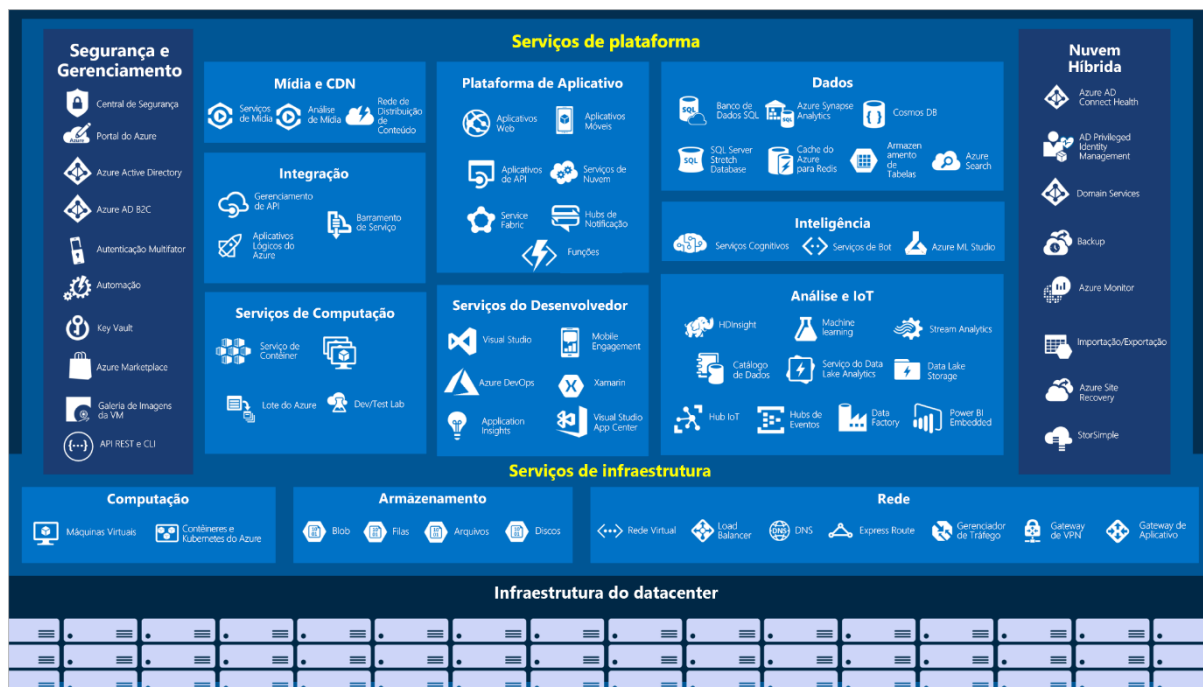 Serviços de plataforma
Segurança e
Gerenciamento
Central de Segurança
Portal do Azure
Azure Active Directory
Azure AD B2C
Autenticação Multifator
Automação
Key Vault
Azure Marketplace
Galeria de Imagens
da VM
API REST e CLI
Mídia e CDN
Serviços
de Mídia
Análise
de Mídia
Rede de
Distribuição
de
Conteúdo
Integração
Gerenciamento
de API
Barramento
de Serviço
Aplicativos
Lógicos do
Azure
Serviços de Computação
Serviço de
Contêiner
Lote do Azure
Dev/Test Lab
Plataforma de Aplicativo
Aplicativos
Web
Aplicativos
Móveis
Aplicativos
de API
Serviços de
Nuvem
Service
Fabric
Hubs de
Notificação
Funções
Serviços do Desenvolvedor
Visual Studio
Mobile
Engagement
Azure DevOps
Xamarin
Application
Insights
Visual Studio
App Center
Dados
SQL
Banco de
Dados SQL
SQL
Azure Synapse
Analytics
Cosmos DB
SQL
SQL Server
Stretch
Database
Cache do
Azure
para Redis
Armazen
amento
de
Tabelas
Azure
Search
Inteligência
Serviços Cognitivos
Serviços de Bot
Azure ML Studio
Análise e IoT
HDInsight
Machine
learning
Stream Analytics
Catálogo
de Dados
Serviço do Data
Lake Analytics
Data Lake
Storage
Hub IoT
Hubs de
Eventos
Data
Factory
Power BI
Embedded
Nuvem
Híbrida
Azure AD
Connect Health
AD Privileged
Identity
Management
Domain Services
Backup
Azure Monitor
Importação/Exportação
Azure Site
Recovery
StorSimple
Serviços de infraestrutura
Computação
Máquinas Virtuais
Contêineres e
Kubernetes do Azure
Armazenamento
Blob
Filas
Arquivos
Discos
Rede
Rede Virtual
Load
Balancer
DNS
DNS
Express Route
Gerenciador
de Tráfego
Gateway
de VPN
Gateway de
Aplicativo
Infraestrutura do datacenter